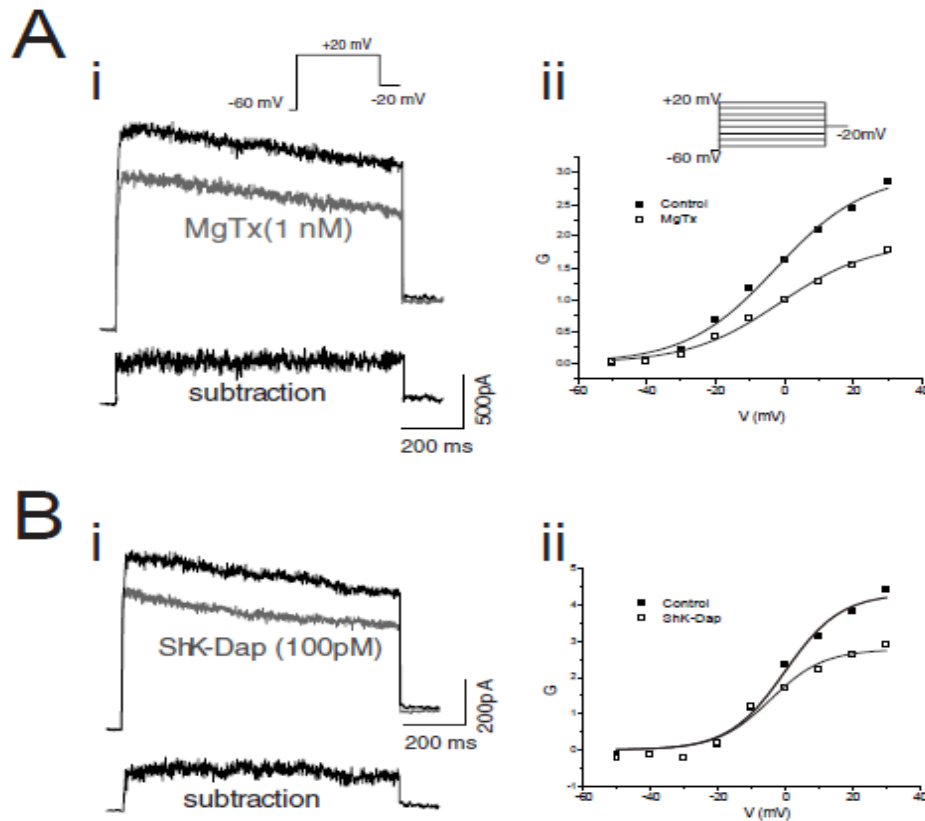 A
i
+20 mV
-60 mV
-20 mV
MgTx(1 nM)
subtraction
500pA
200 ms
ii
+20 mV
-20mV
-60 mV
3.0
2.5
2.0
1.5
1.0
0.5
0.0
G
Control
MgTx
-60
-40
-20
0
20
40
V (mV)
B
i
ShK-Dap (100pM)
200pA
200 ms
subtraction
ii
5
4
3
2
1
0
-1
G
Control
ShK-Dap
-60
-40
-20
0
20
40
V (mV)